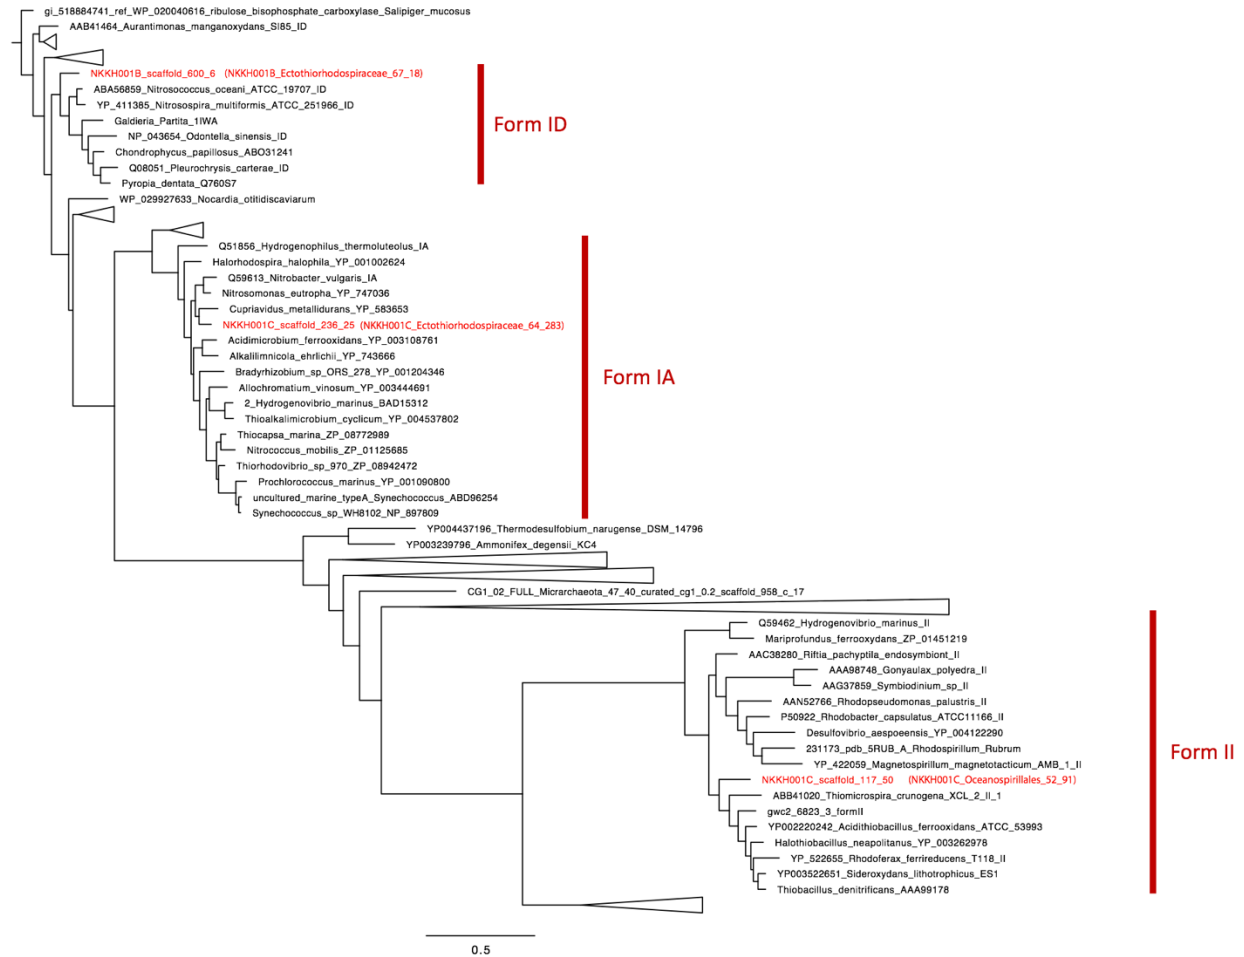 gi_518884741_ref_WP_020040616_ribulose_bisophosphate_carboxylase_Salipiger_mucosus
AAB41464_Aurantimonas_manganoxydans_SI85_ID
NKKH001B_scaffold_600_6 (NKKH001B_Ectothiorhodospiraceae_67_18)
ABA56859_Nitrosococcus_oceani_ATCC_19707_ID
YP_411385_Nitrosospira_multiformis_ATCC_251966_ID
Galdieria_Partita_1IWA
Form ID
NP_043654_Odontella_sinensis_ID
Chondrophycus_papillosus_ABO31241
Q08051_Pleurochrysis_carterae_ID
Pyropia_dentata_Q760S7
WP_029927633_Nocardia_otitidiscaviarum
Q51856_Hydrogenophilus_thermoluteolus_IA
Halorhodospira_halophila_YP_001002624
Q59613_Nitrobacter_vulgaris_IA
Nitrosomonas_eutropha_YP_747036
Cupriavidus_metallidurans_YP_583653
NKKH001C_scaffold_236_25 (NKKH001C_Ectothiorhodospiraceae_64_283)
Acidimicrobium_ferrooxidans_YP_003108761
Alkalilimnicola_ehrlichii_YP_743666
Bradyrhizobium_sp_ORS_278_YP_001204346
Form IA
Allochromatium_vinosum_YP_003444691
2_Hydrogenovibrio_marinus_BAD15312
Thioalkalimicrobium_cyclicum_YP_004537802
Thiocapsa_marina_ZP_08772989
Nitrococcus_mobilis_ZP_01125685
Thiorhodovibrio_sp_970_ZP_08942472
Prochlorococcus_marinus_YP_001090800
uncultured_marine_typeA_Synechococcus_ABD96254
Synechococcus_sp_WH8102_NP_897809
YP004437196_Thermodesulfobium_narugense_DSM_14796
YP003239796_Ammonifex_degensii_KC4
CG1_02_FULL_Micrarchaeota_47_40_curated_cg1_0.2_scaffold_958_c_17
Q59462_Hydrogenovibrio_marinus_II
Mariprofundus_ferrooxydans_ZP_01451219
AAC38280_Riftia_pachyptila_endosymbiont_II
AAA98748_Gonyaulax_polyedra_II
AAG37859_Symbiodinium_sp_II
AAN52766_Rhodopseudomonas_palustris_II
P50922_Rhodobacter_capsulatus_ATCC11166_II
Desulfovibrio_aespoeensis_YP_004122290
231173_pdb_5RUB_A_Rhodospirillum_Rubrum
Form II
YP_422059_Magnetospirillum_magnetotacticum_AMB_1_II
NKKH001C_scaffold_117_50 (NKKH001C_Oceanospirillales_52_91)
ABB41020_Thiomicrospira_crunogena_XCL_2_II_1
gwc2_6823_3_formII
YP002220242_Acidithiobacillus_ferrooxidans_ATCC_53993
Halothiobacillus_neapolitanus_YP_003262978
YP_522655_Rhodoferax_ferrireducens_T118_II
YP003522651_Sideroxydans_lithotrophicus_ES1
Thiobacillus_denitrificans_AAA99178
0.5